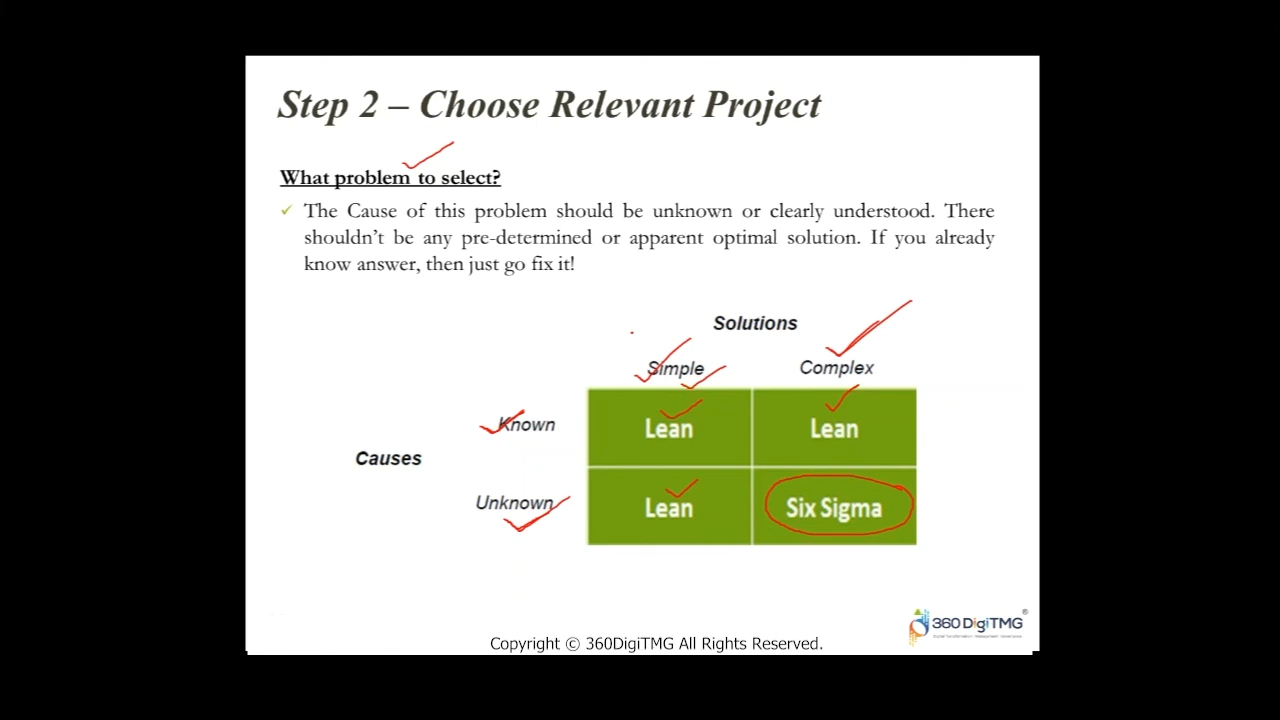 Step 2 – Choose Relevant Project
What problem to select?
The Cause of this problem should be unknown or clearly understood. There
shouldn't be any pre-determined or apparent optimal solution. If you already
know answer, then just go fix it!
Solutions
Simple Complex
Known Lean Lean
Causes
Unknown Lean Six Sigma
360DigiTMG®
Copyright © 360DigiTMG All Rights Reserved.